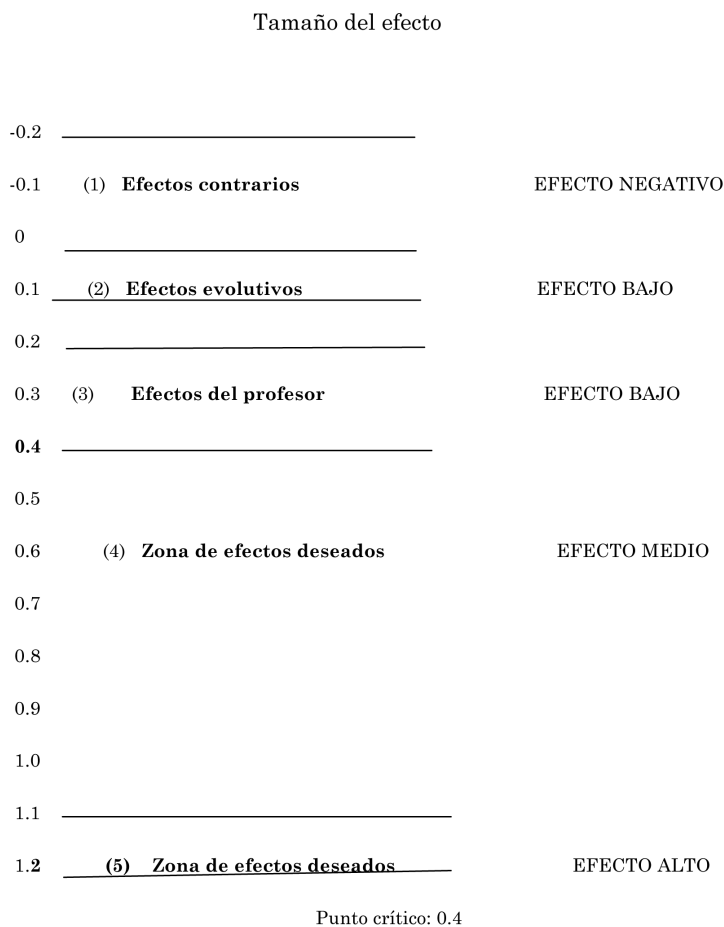 Tamaño del efecto
-0.2
-0.1 (1) Efectos contrarios EFECTO NEGATIVO
0
0.1 (2) Efectos evolutivos EFECTO BAJO
0.2
0.3 (3) Efectos del profesor EFECTO BAJO
0.4
0.5
0.6 (4) Zona de efectos deseados EFECTO MEDIO
0.7
0.8
0.9
1.0
1.1
1.2 (5) Zona de efectos deseados EFECTO ALTO
Punto crítico: 0.4